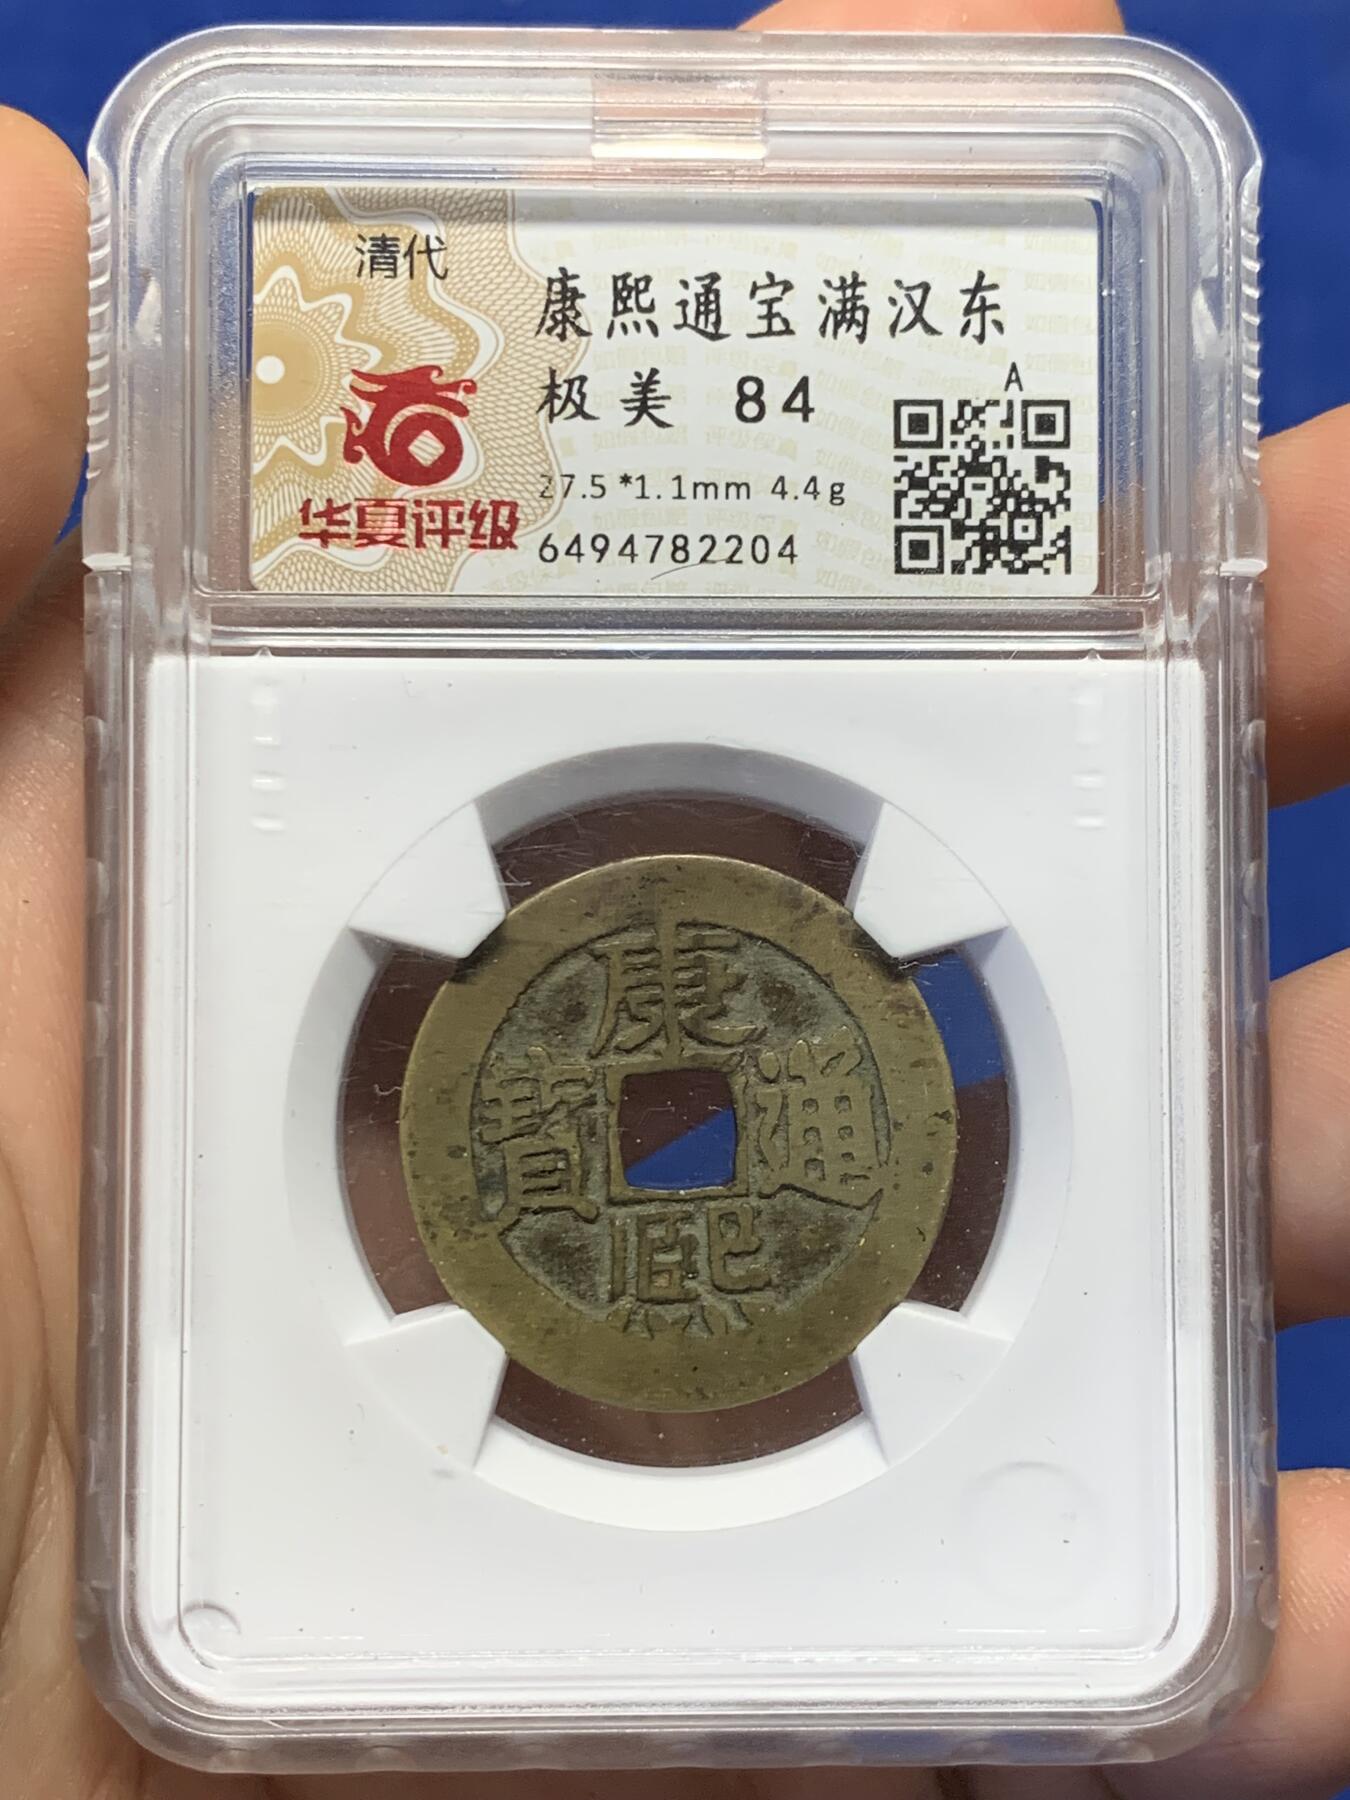 清代
康熙通宝满汉东
极美 84
A
27.5*1.1mm 4.4g
6494782204
华夏评级
康
寶 通
熙